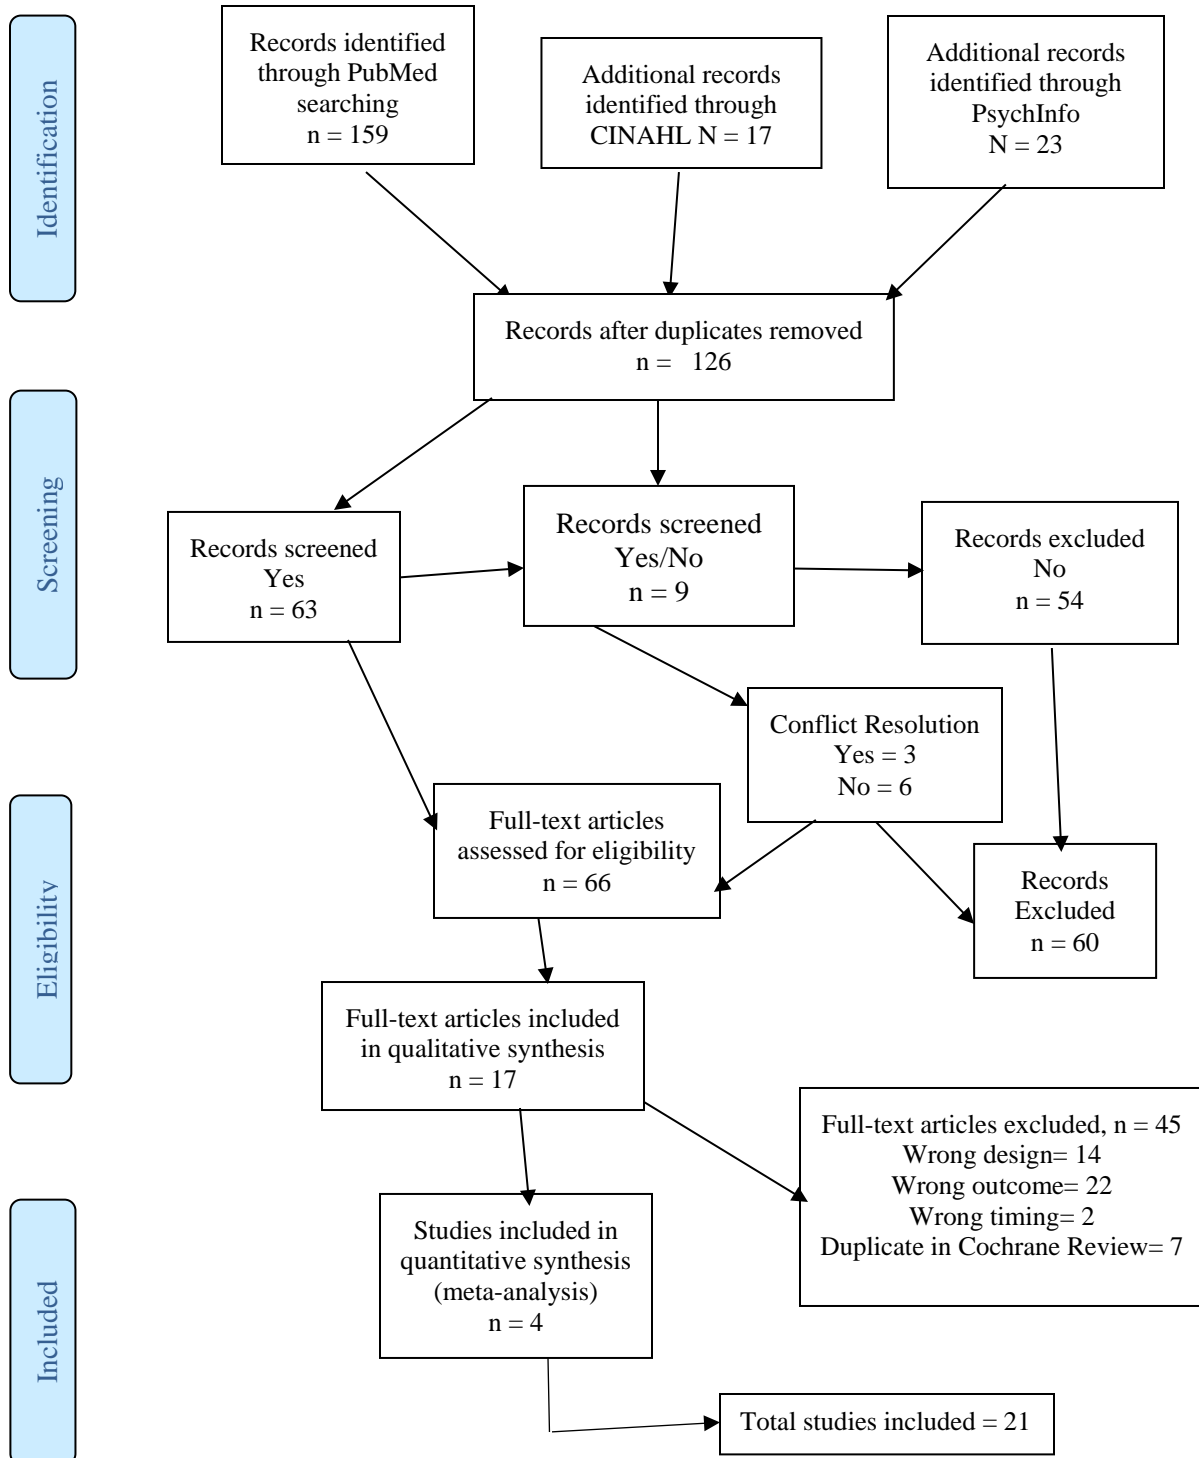 Identification
Records identified
through PubMed
searching
n = 159
Additional records
identified through
CINAHL N = 17
Additional records
identified through
PsychInfo
N = 23
Records after duplicates removed
n =   126
Screening
Records screened
Yes
n = 63
Records screened
Yes/No
n = 9
Records excluded
No
n = 54
Conflict Resolution
Yes = 3
No = 6
Eligibility
Full-text articles
assessed for eligibility
n = 66
Records
Excluded
n = 60
Full-text articles included
in qualitative synthesis
n = 17
Full-text articles excluded, n = 45
Wrong design= 14
Wrong outcome= 22
Wrong timing= 2
Duplicate in Cochrane Review= 7
Included
Studies included in
quantitative synthesis
(meta-analysis)
n = 4
Total studies included = 21